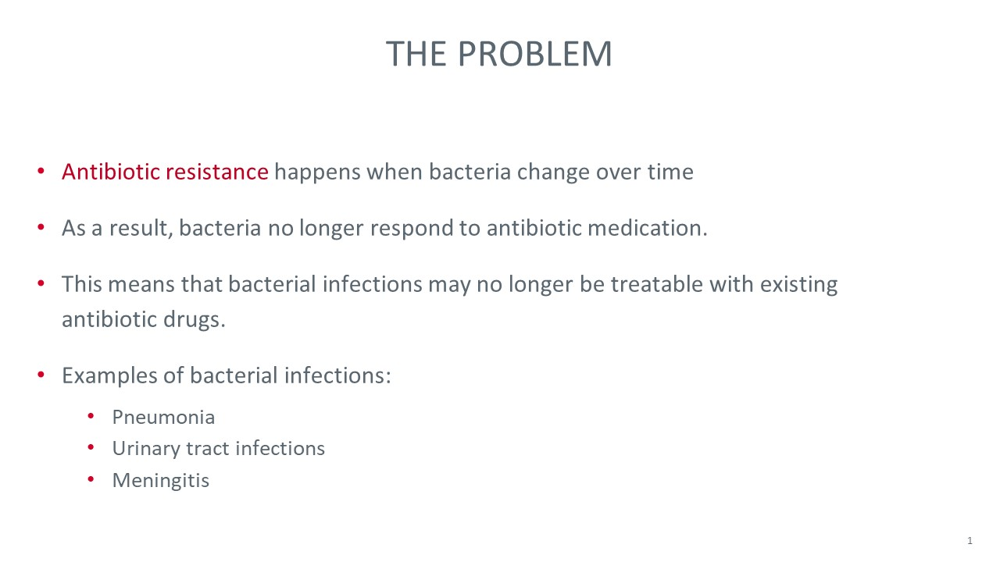 THE PROBLEM
• Antibiotic resistance happens when bacteria change over time
• As a result, bacteria no longer respond to antibiotic medication.
• This means that bacterial infections may no longer be treatable with existing
antibiotic drugs.
• Examples of bacterial infections:
• Pneumonia
• Urinary tract infections
• Meningitis
1